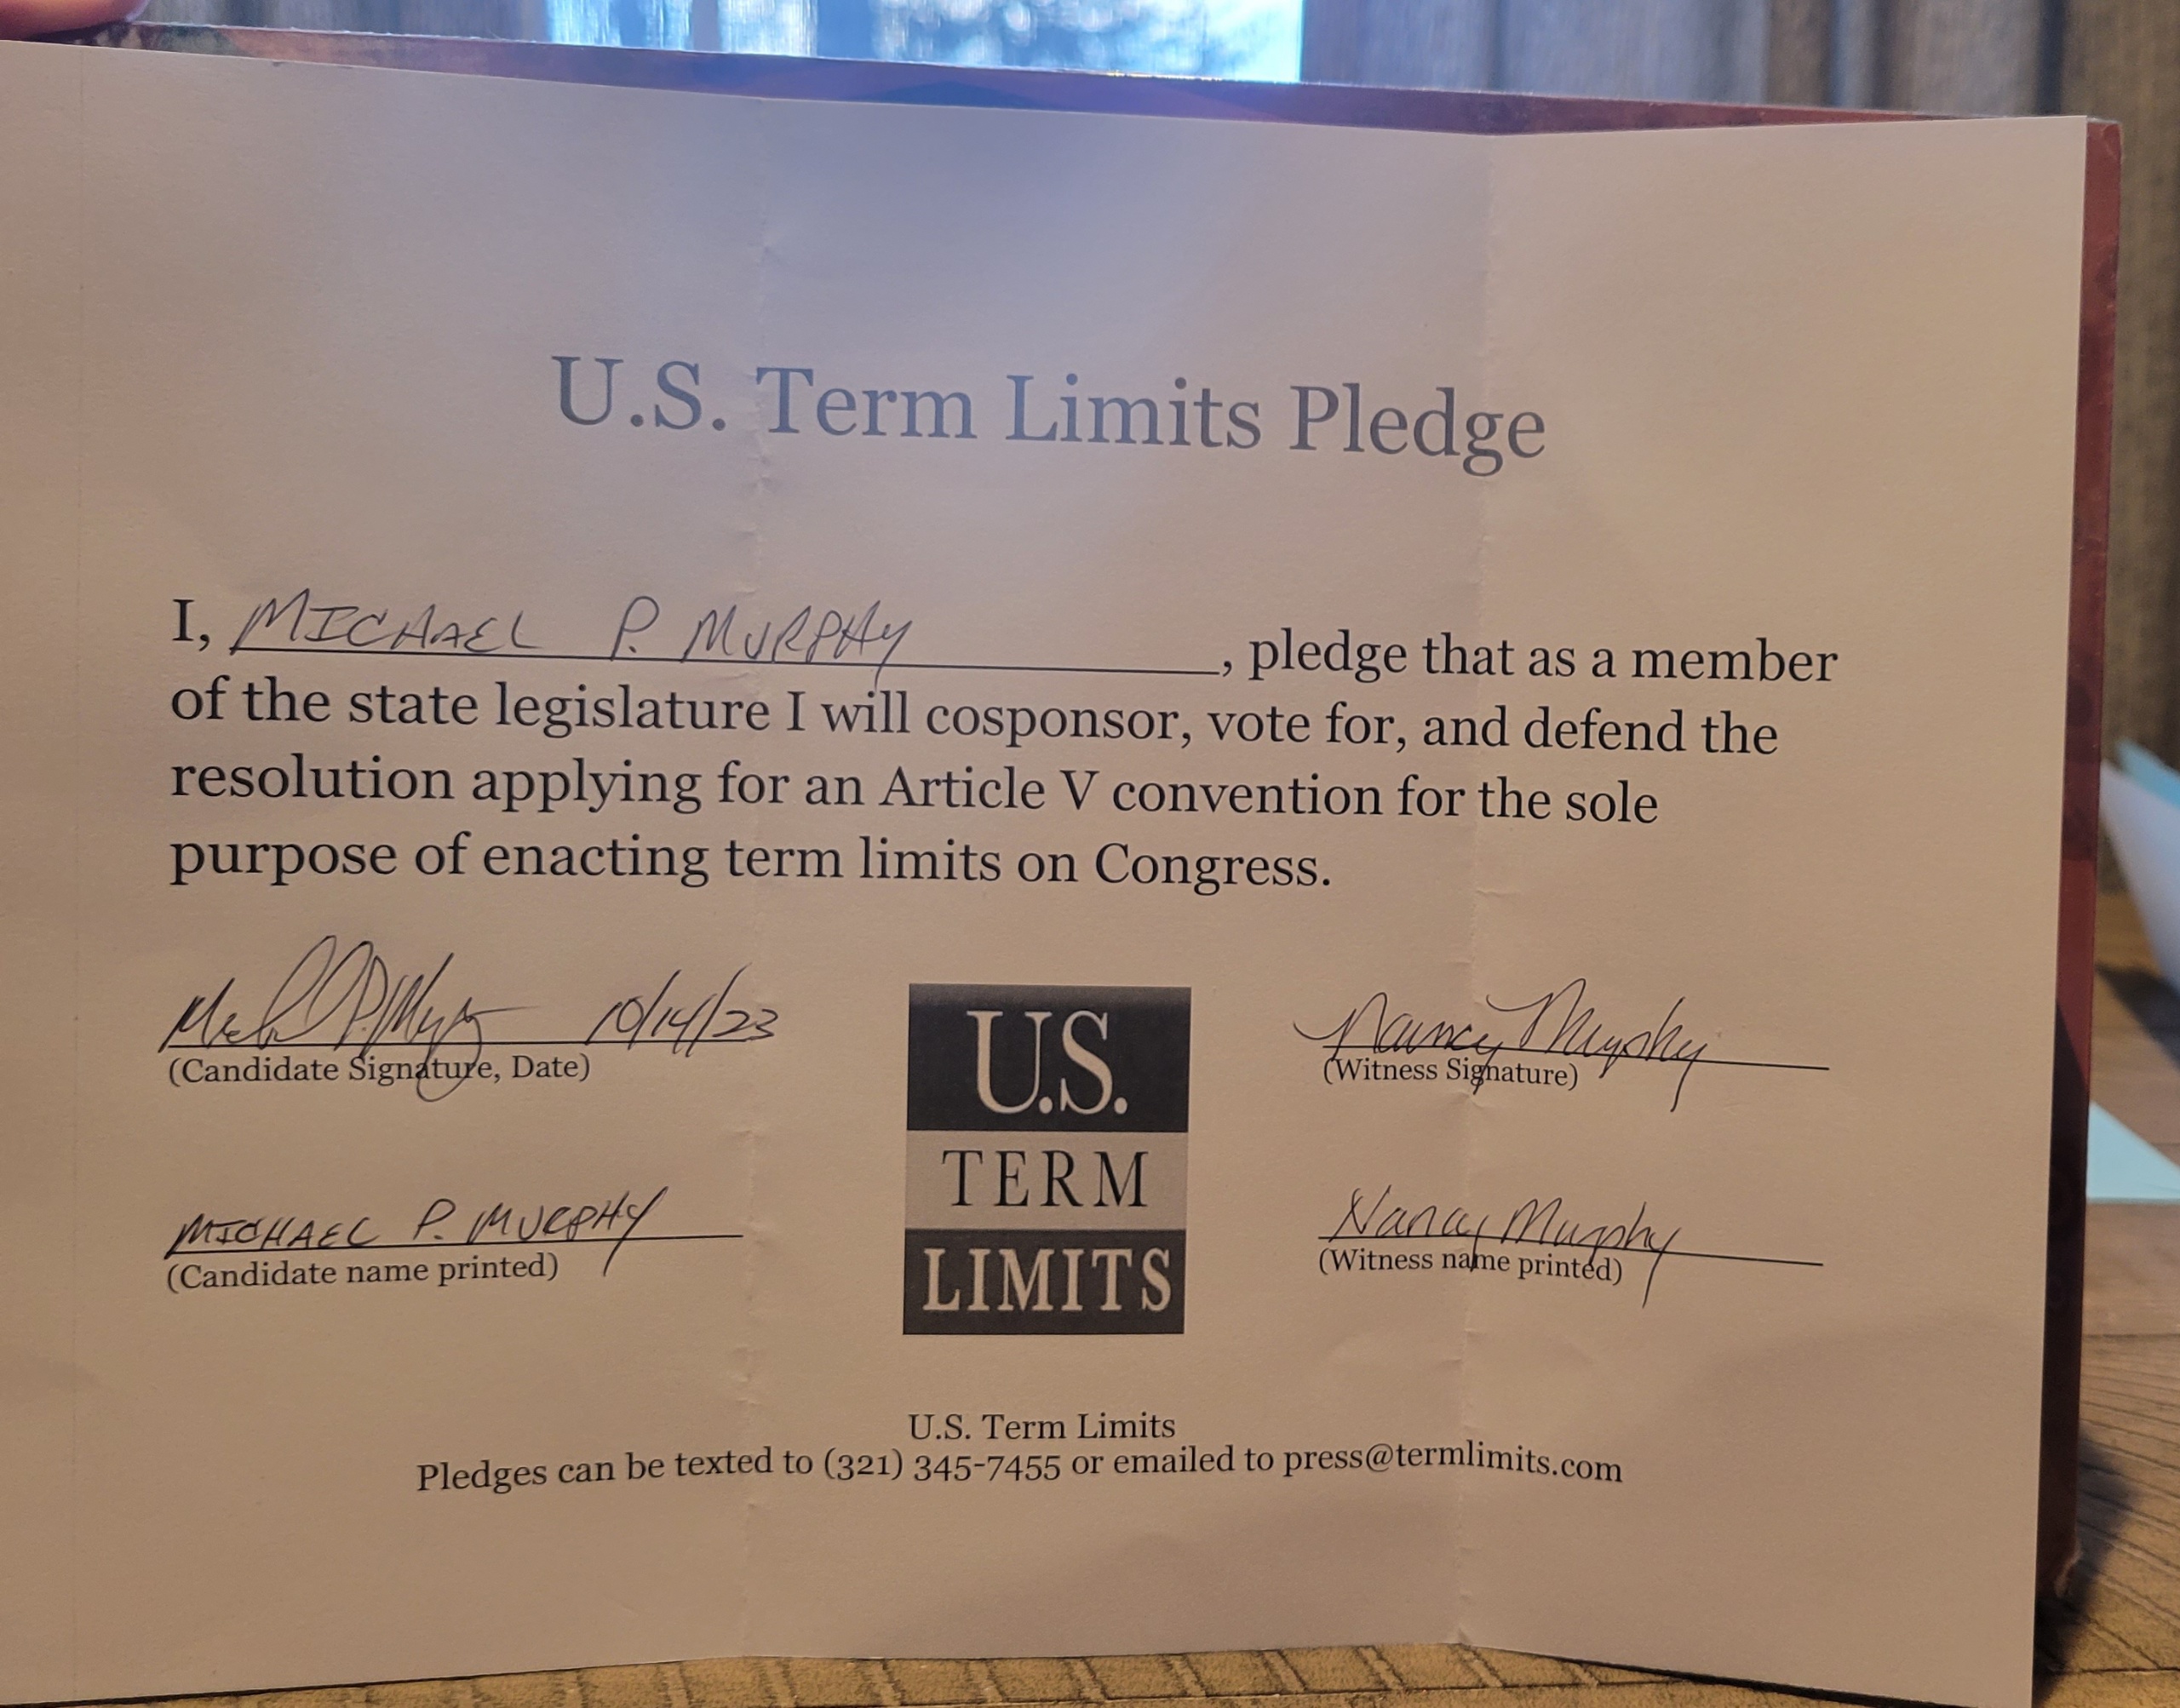 U.S. Term Limits Pledge
I, MICHAEL P. MURPHY, pledge that as a member
of the state legislature I will cosponsor, vote for, and defend the
resolution applying for an Article V convention for the sole
purpose of enacting term limits on Congress.
Michael P. Murphy 10/14/23
(Candidate Signature, Date)
Nancy Murphy
(Witness Signature)
MICHAEL P. MURPHY
(Candidate name printed)
Nancy Murphy
(Witness name printed)
U.S.
TERM
LIMITS
U.S. Term Limits
Pledges can be texted to (321) 345-7455 or emailed to press@termlimits.com